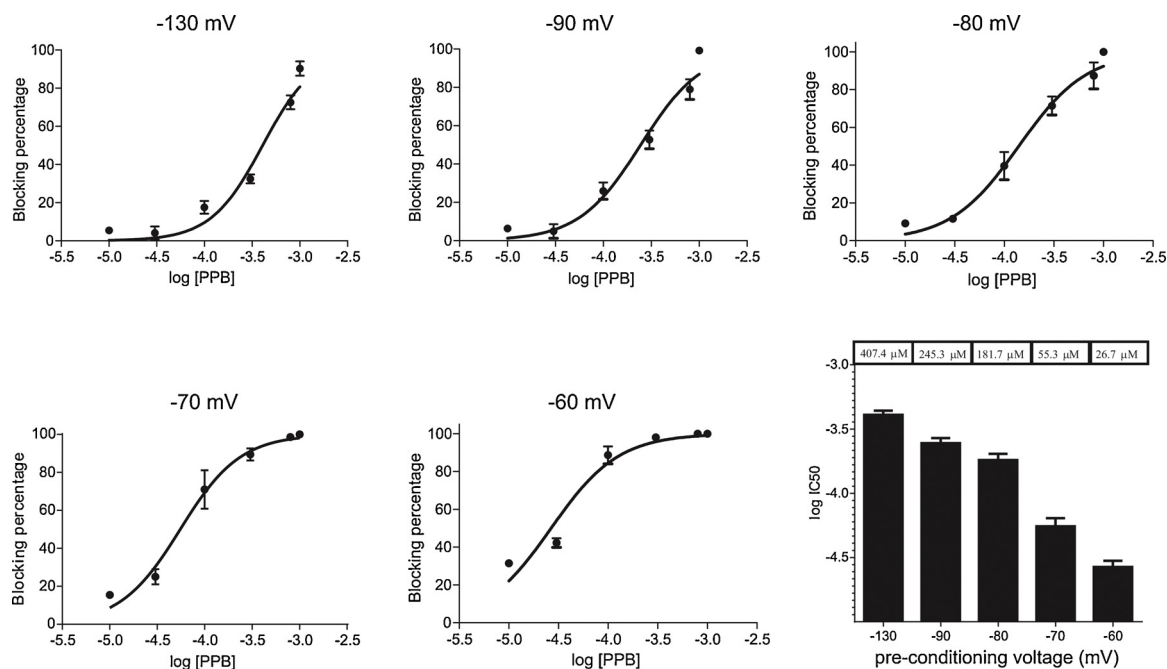 -130 mV
-90 mV
-80 mV
Blocking percentage
100
80
60
40
20
0
-5.5 -5.0 -4.5 -4.0 -3.5 -3.0 -2.5
log [PPB]
Blocking percentage
100
80
60
40
20
0
-5.5 -5.0 -4.5 -4.0 -3.5 -3.0 -2.5
log [PPB]
Blocking percentage
100
80
60
40
20
0
-5.5 -5.0 -4.5 -4.0 -3.5 -3.0 -2.5
log [PPB]
-70 mV
Blocking percentage
100
80
60
40
20
0
-5.5 -5.0 -4.5 -4.0 -3.5 -3.0 -2.5
log [PPB]
-60 mV
Blocking percentage
100
80
60
40
20
0
-5.5 -5.0 -4.5 -4.0 -3.5 -3.0 -2.5
log [PPB]
407.4 μM 245.3 μM 181.7 μM 55.3 μM 26.7 μM
log IC50
-3.0
-3.5
-4.0
-4.5
-130 -90 -80 -70 -60
pre-conditioning voltage (mV)